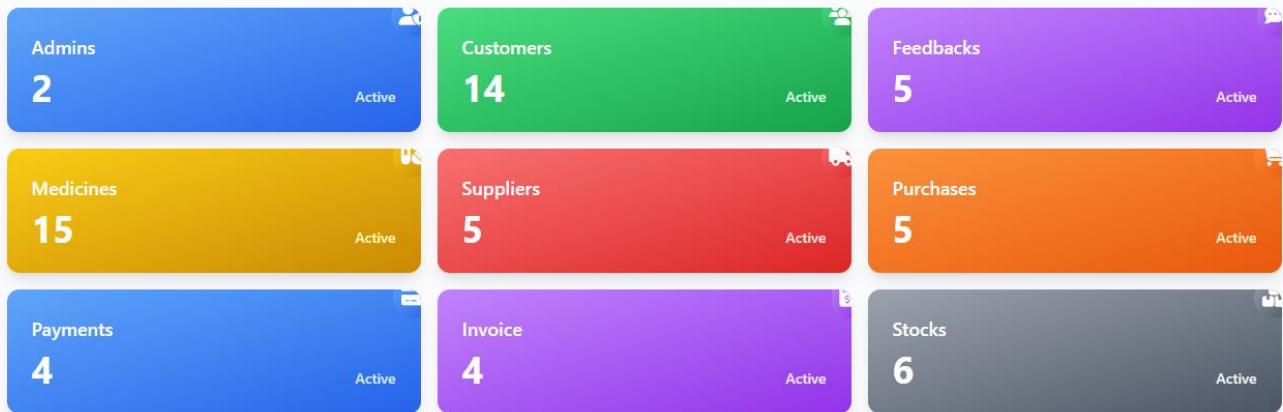 Admins
2
Active
Customers
14
Active
Feedbacks
5
Active
Medicines
15
Active
Suppliers
5
Active
Purchases
5
Active
Payments
4
Active
Invoice
4
Active
Stocks
6
Active